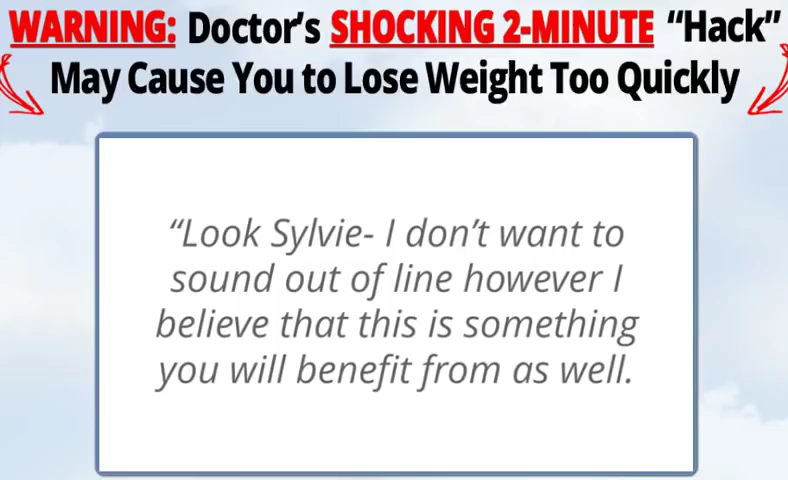 WARNING: Doctor's SHOCKING 2-MINUTE “Hack”
May Cause You to Lose Weight Too Quickly
“Look Sylvie- I don’t want to
sound out of line however I
believe that this is something
you will benefit from as well.